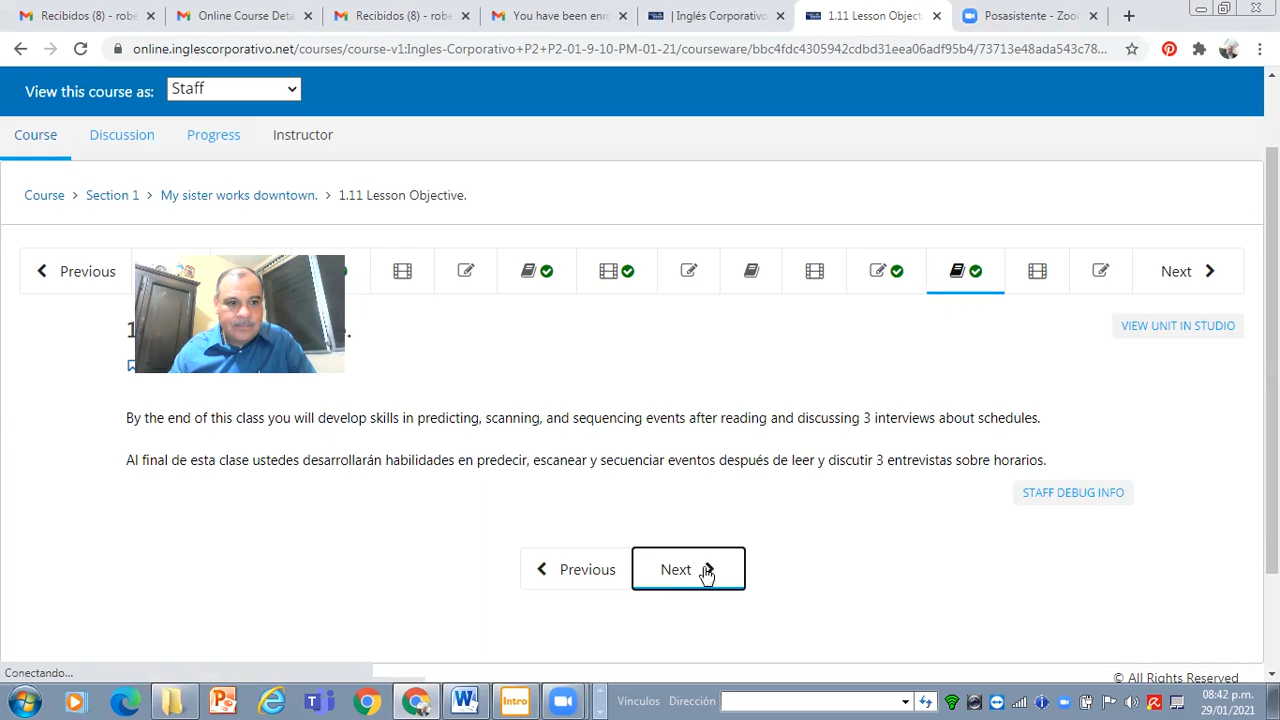 Recibidos (7) - robe
Online Course Deta
Recibidos (8) - robe
You have been enro
| Inglés Corporativo
1.11 Lesson Object
Posasistente - Zoo
online.inglescorporativo.net/courses/course-v1:Ingles-Corporativo+P2+P2-01-9-10-PM-01-21/courseware/bbc4fdc4305942cdbd31eea06adf95b4/73713e48ada543c78...
View this course as: Staff
Course Discussion Progress Instructor
Course > Section 1 > My sister works downtown. > 1.11 Lesson Objective.
Previous
Next
VIEW UNIT IN STUDIO
By the end of this class you will develop skills in predicting, scanning, and sequencing events after reading and discussing 3 interviews about schedules.
Al final de esta clase ustedes desarrollarán habilidades en predecir, escanear y secuenciar eventos después de leer y discutir 3 entrevistas sobre horarios.
STAFF DEBUG INFO
Previous Next
Conectando...
© All Rights Reserved
Intro
Vínculos Dirección
08:42 p.m.
29/01/2021